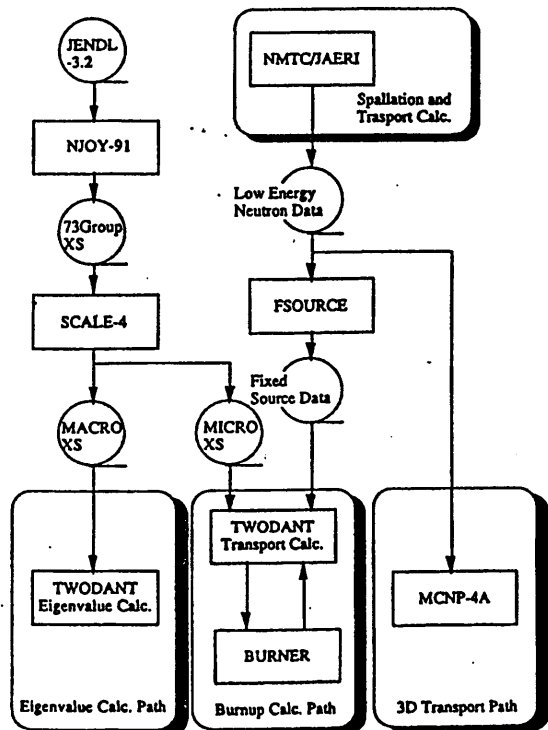 JENDL
-3.2
NMTC/JAERI
Spallation and
Trasport Calc.
NJOY-91
Low Energy
Neutron Data
73Group
XS
FSOURCE
SCALE-4
Fixed
Source Data
MACRO
XS
MICRO
XS
TWODANT
Transport Calc.
TWODANT
Eigenvalue Calc.
MCNP-4A
BURNER
Eigenvalue Calc. Path
Burnup Calc. Path
3D Transport Path